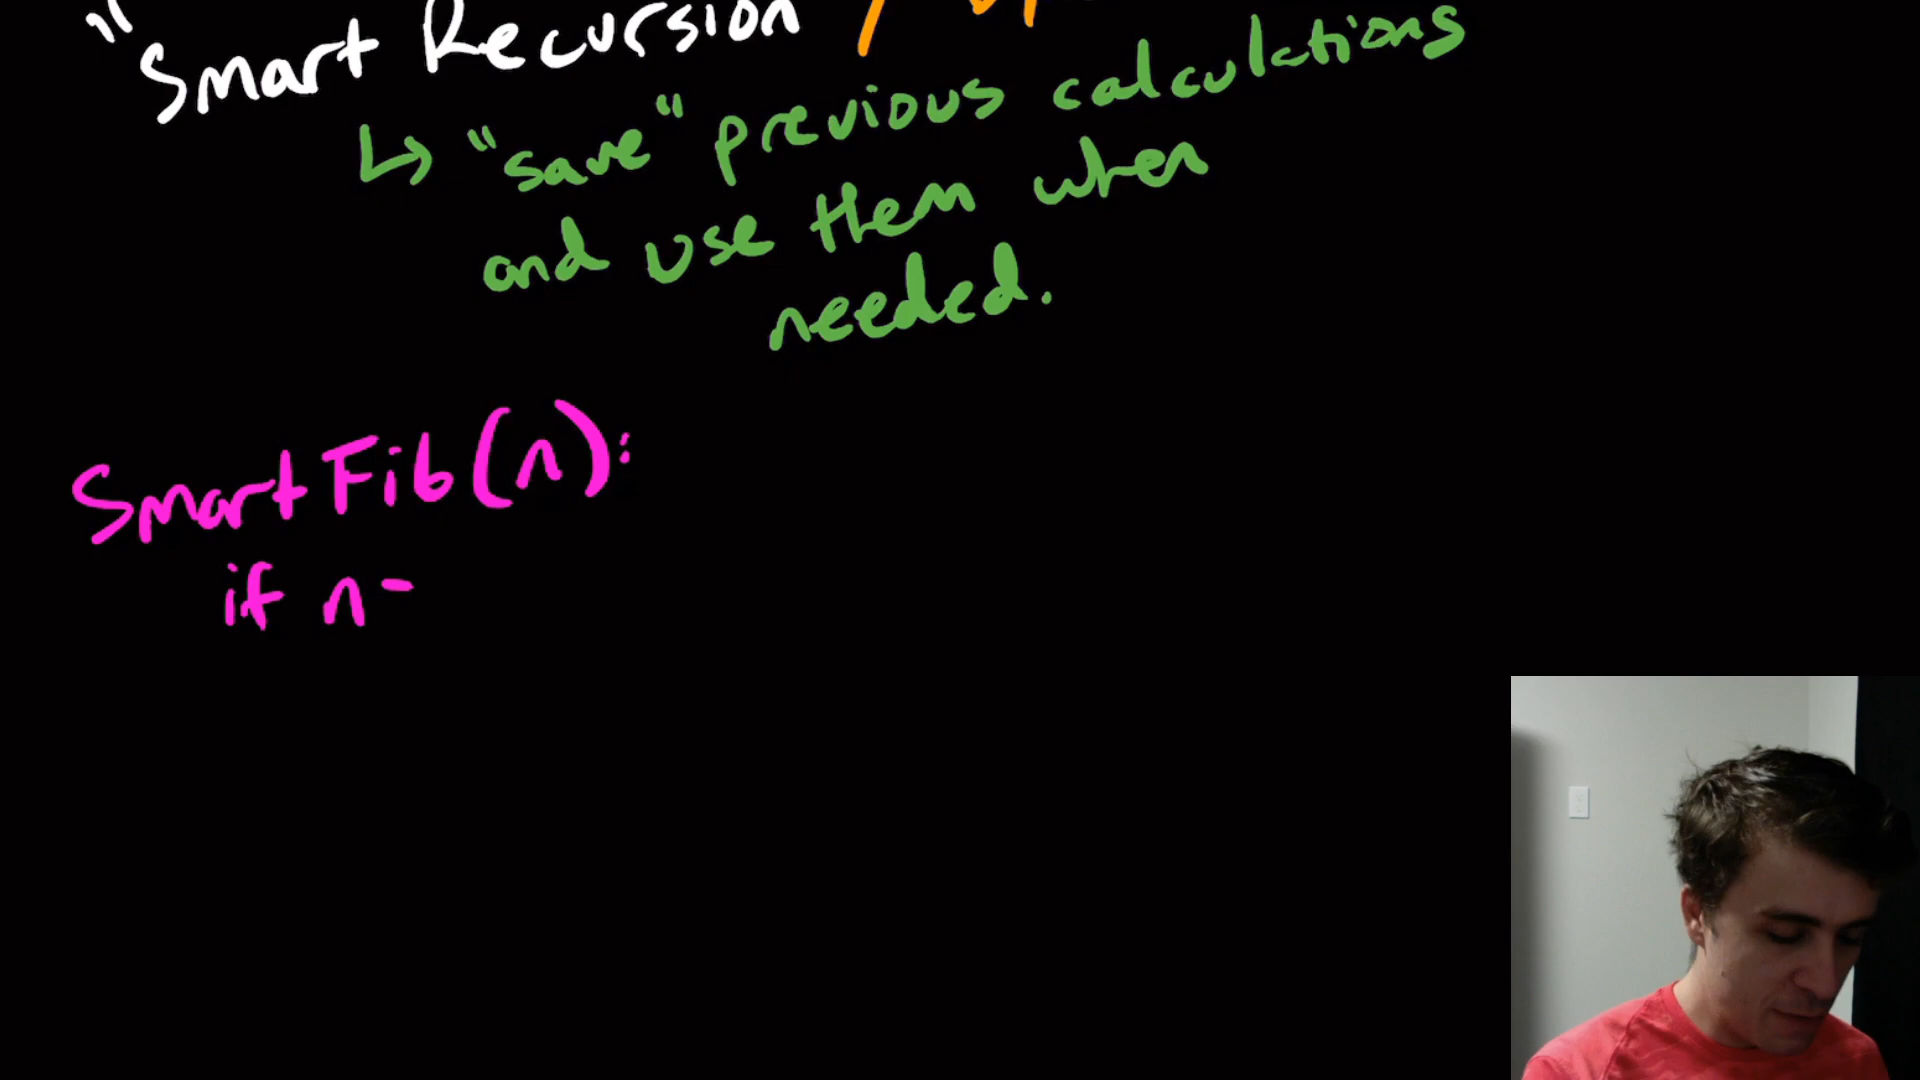 "Smart Recursion
↳ "save" previous calculations
and use them when
needed.
SmartFib(n):
if n -